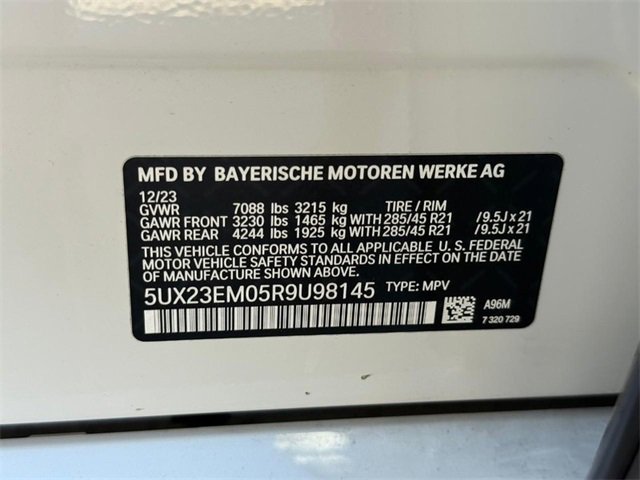 MFD BY BAYERISCHE MOTOREN WERKE AG
12/23
GVWR 7088 lbs 3215 kg TIRE / RIM
GAWR FRONT 3230 lbs 1465 kg WITH 285/45 R21 /9.5J x 21
GAWR REAR 4244 lbs 1925 kg WITH 285/45 R21 /9.5J x 21
THIS VEHICLE CONFORMS TO ALL APPLICABLE U. S. FEDERAL
MOTOR VEHICLE SAFETY STANDARDS IN EFFECT ON THE
DATE OF MANUFACTURE SHOWN ABOVE.
5UX23EM05R9U98145 TYPE: MPV
A96M
7 320 729